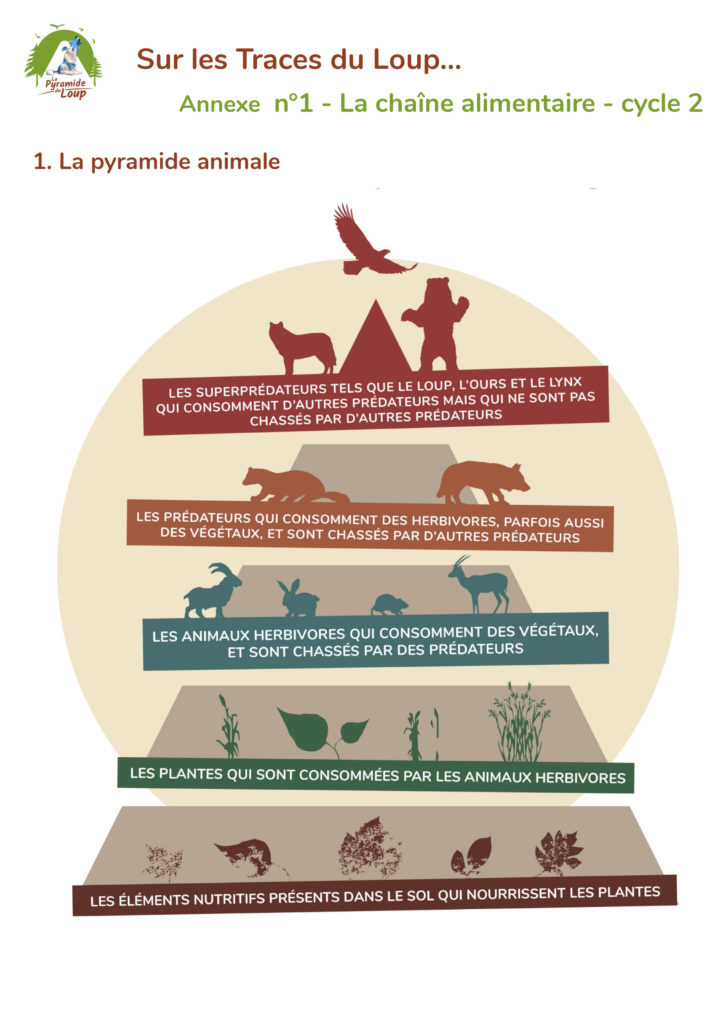 La
Pyramide
du
Loup
Sur les Traces du Loup...
Annexe n°1 - La chaîne alimentaire - cycle 2
1. La pyramide animale
LES SUPERPRÉDATEURS TELS QUE LE LOUP, L'OURS ET LE LYNX
QUI CONSOMMENT D'AUTRES PRÉDATEURS MAIS QUI NE SONT PAS
CHASSÉS PAR D'AUTRES PRÉDATEURS
LES PRÉDATEURS QUI CONSOMMENT DES HERBIVORES, PARFOIS AUSSI
DES VÉGÉTAUX, ET SONT CHASSÉS PAR D'AUTRES PRÉDATEURS
LES ANIMAUX HERBIVORES QUI CONSOMMENT DES VÉGÉTAUX,
ET SONT CHASSÉS PAR DES PRÉDATEURS
LES PLANTES QUI SONT CONSOMMÉES PAR LES ANIMAUX HERBIVORES
LES ÉLÉMENTS NUTRITIFS PRÉSENTS DANS LE SOL QUI NOURRISSENT LES PLANTES